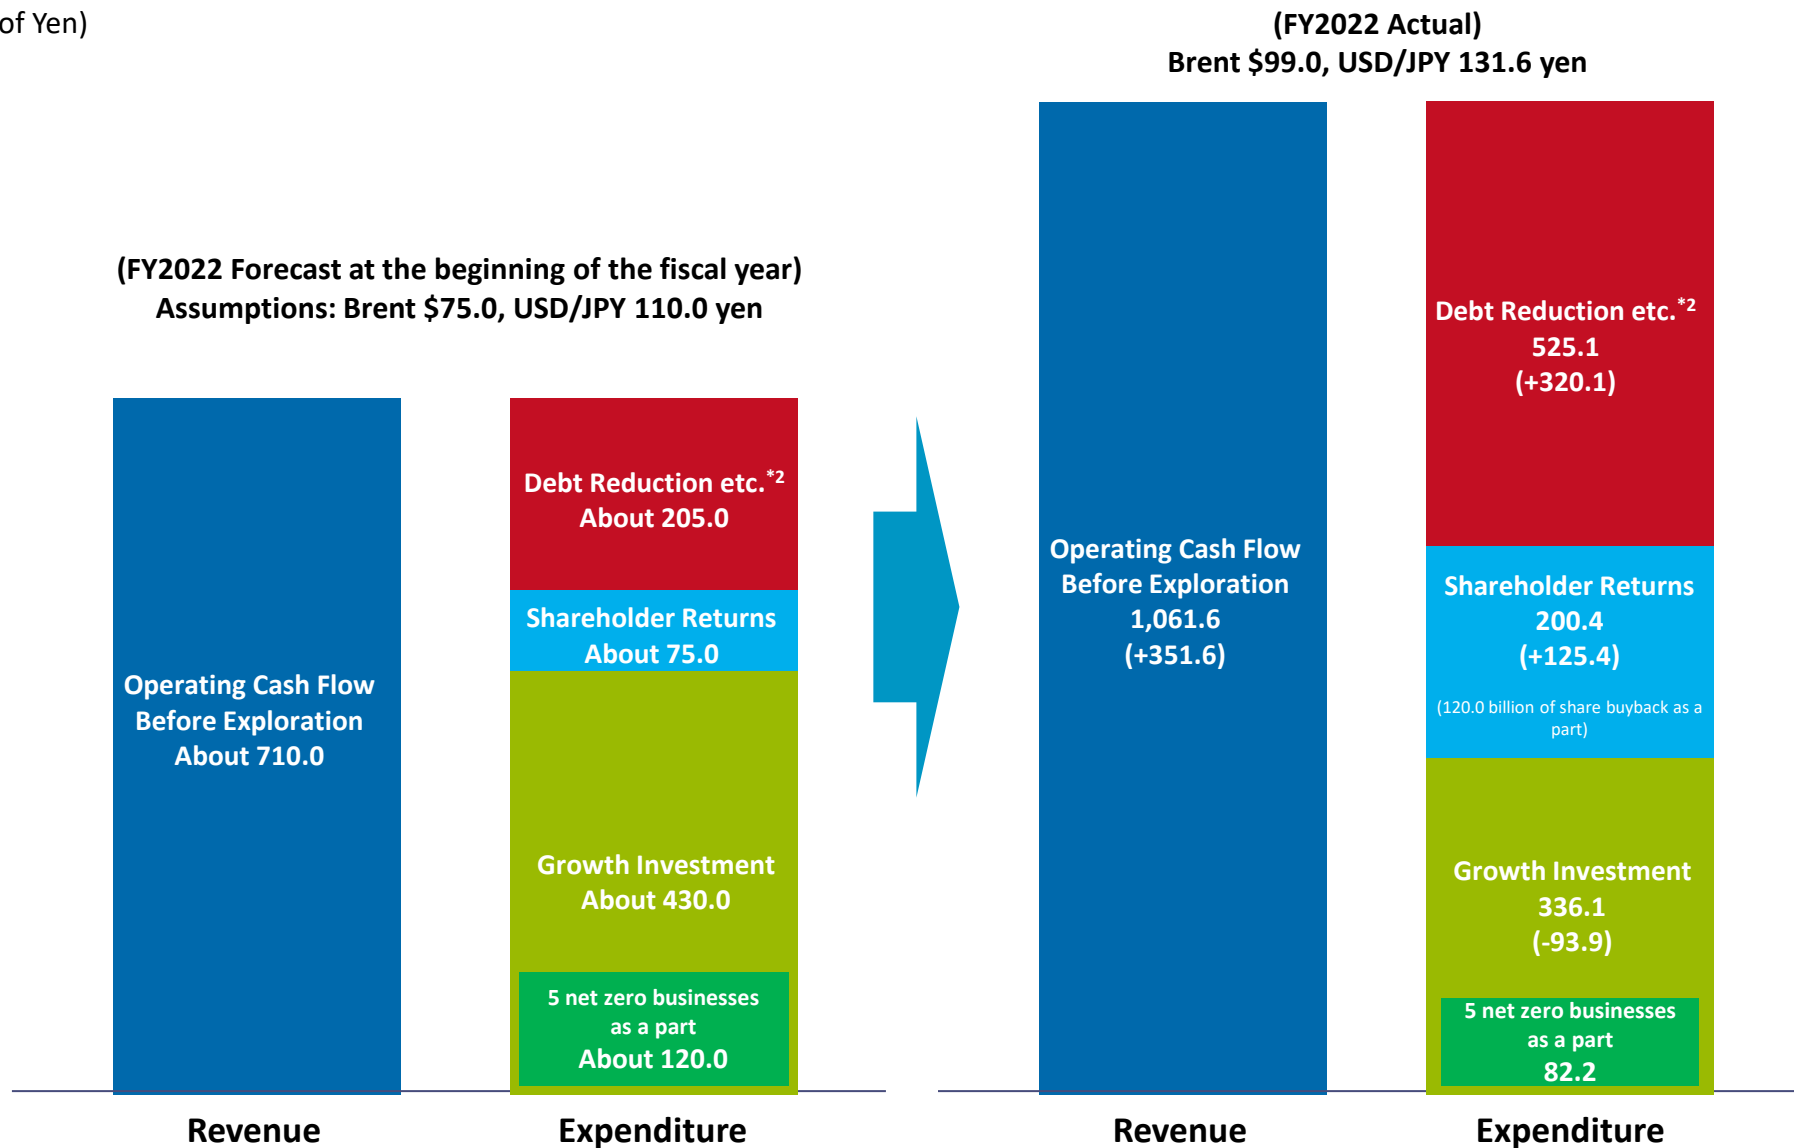 of Yen)
(FY2022 Forecast at the beginning of the fiscal year)
Assumptions: Brent $75.0, USD/JPY 110.0 yen
Operating Cash Flow
Before Exploration
About 710.0
Debt Reduction etc.*2
About 205.0
Shareholder Returns
About 75.0
Growth Investment
About 430.0
5 net zero businesses
as a part
About 120.0
Revenue
Expenditure
(FY2022 Actual)
Brent $99.0, USD/JPY 131.6 yen
Operating Cash Flow
Before Exploration
1,061.6
(+351.6)
Debt Reduction etc.*2
525.1
(+320.1)
Shareholder Returns
200.4
(+125.4)
(120.0 billion of share buyback as a
part)
Growth Investment
336.1
(-93.9)
5 net zero businesses
as a part
82.2
Revenue
Expenditure